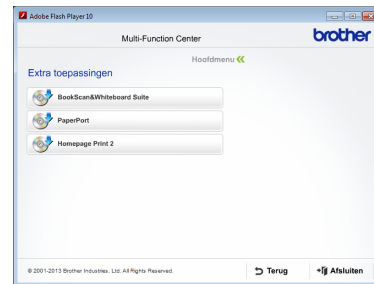 Adobe Flash Player 10
Multi-Function Center
brother
Hoofdmenu
Extra toepassingen
BookScan&Whiteboard Suite
PaperPort
Homepage Print 2
© 2001-2013 Brother Industries, Ltd. All Rights Reserved.
Terug
Afsluiten